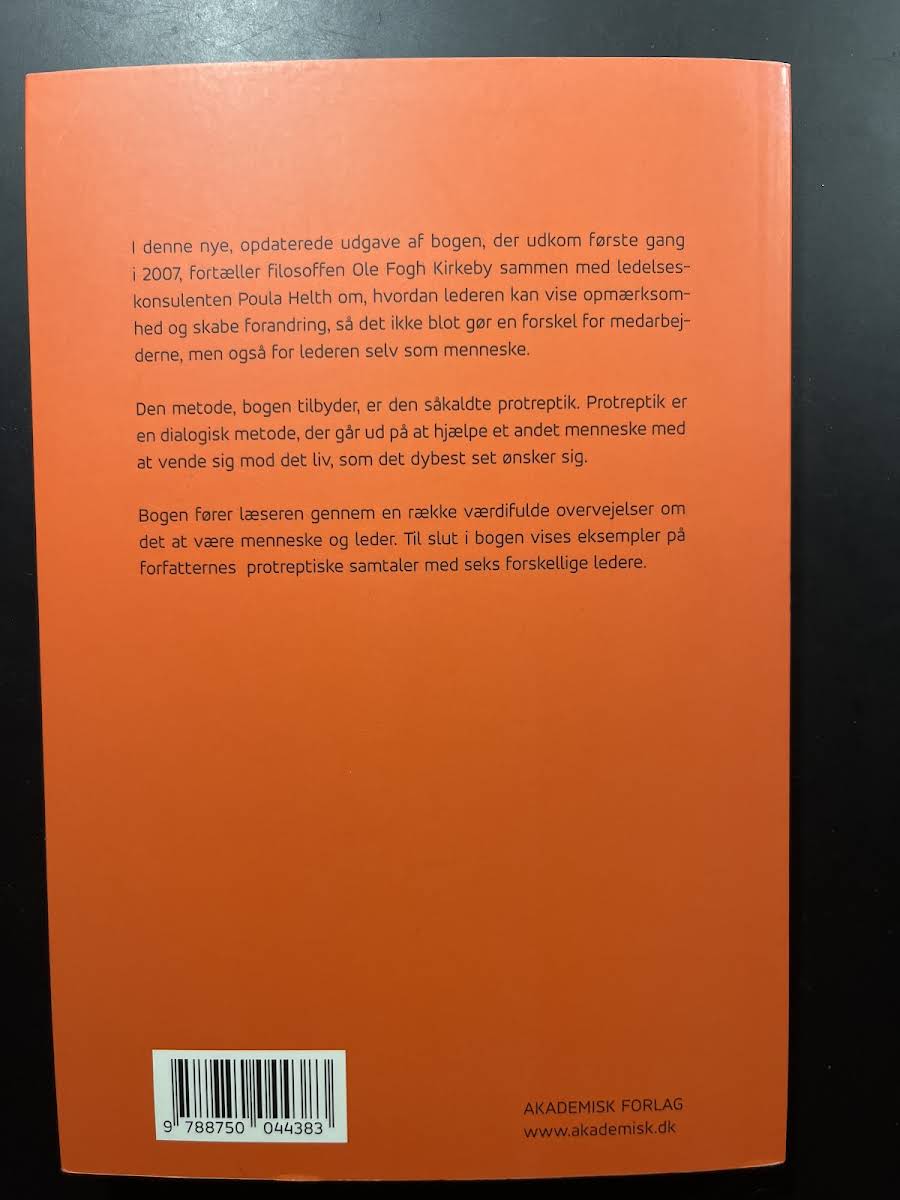 I denne nye, opdaterede udgave af bogen, der udkom første gang
i 2007, fortæller filosoffen Ole Fogh Kirkeby sammen med ledelses-
konsulenten Poula Helth om, hvordan lederen kan vise opmærksom-
hed og skabe forandring, så det ikke blot gør en forskel for medarbej-
derne, men også for lederen selv som menneske.
Den metode, bogen tilbyder, er den såkaldte protreptik. Protreptik er
en dialogisk metode, der går ud på at hjælpe et andet menneske med
at vende sig mod det liv, som det dybest set ønsker sig.
Bogen fører læseren gennem en række værdifulde overvejelser om
det at være menneske og leder. Til slut i bogen vises eksempler på
forfatternes protreptiske samtaler med seks forskellige ledere.
9 788750 044383
AKADEMISK FORLAG
www.akademisk.dk